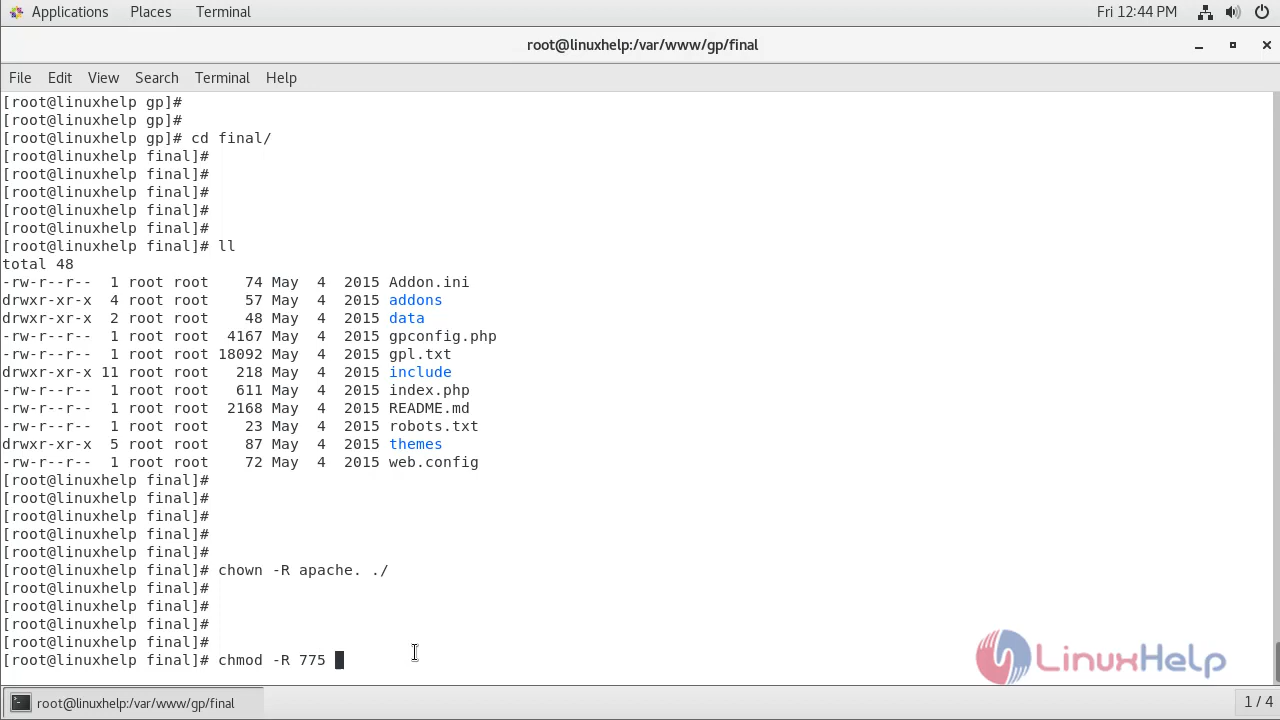 Applications Places Terminal Fri 12:44 PM
root@linuxhelp:/var/www/gp/final
File Edit View Search Terminal Help
[root@linuxhelp gp]#
[root@linuxhelp gp]#
[root@linuxhelp gp]# cd final/
[root@linuxhelp final]#
[root@linuxhelp final]#
[root@linuxhelp final]#
[root@linuxhelp final]#
[root@linuxhelp final]#
[root@linuxhelp final]# ll
total 48
-rw-r--r--  1 root root    74 May  4  2015 Addon.ini
drwxr-xr-x  4 root root    57 May  4  2015 addons
drwxr-xr-x  2 root root    48 May  4  2015 data
-rw-r--r--  1 root root  4167 May  4  2015 gpconfig.php
-rw-r--r--  1 root root 18092 May  4  2015 gpl.txt
drwxr-xr-x 11 root root   218 May  4  2015 include
-rw-r--r--  1 root root   611 May  4  2015 index.php
-rw-r--r--  1 root root  2168 May  4  2015 README.md
-rw-r--r--  1 root root    23 May  4  2015 robots.txt
drwxr-xr-x  5 root root    87 May  4  2015 themes
-rw-r--r--  1 root root    72 May  4  2015 web.config
[root@linuxhelp final]#
[root@linuxhelp final]#
[root@linuxhelp final]#
[root@linuxhelp final]#
[root@linuxhelp final]#
[root@linuxhelp final]# chown -R apache. ./
[root@linuxhelp final]#
[root@linuxhelp final]#
[root@linuxhelp final]#
[root@linuxhelp final]#
[root@linuxhelp final]# chmod -R 775
LinuxHelp
root@linuxhelp:/var/www/gp/final 1 / 4